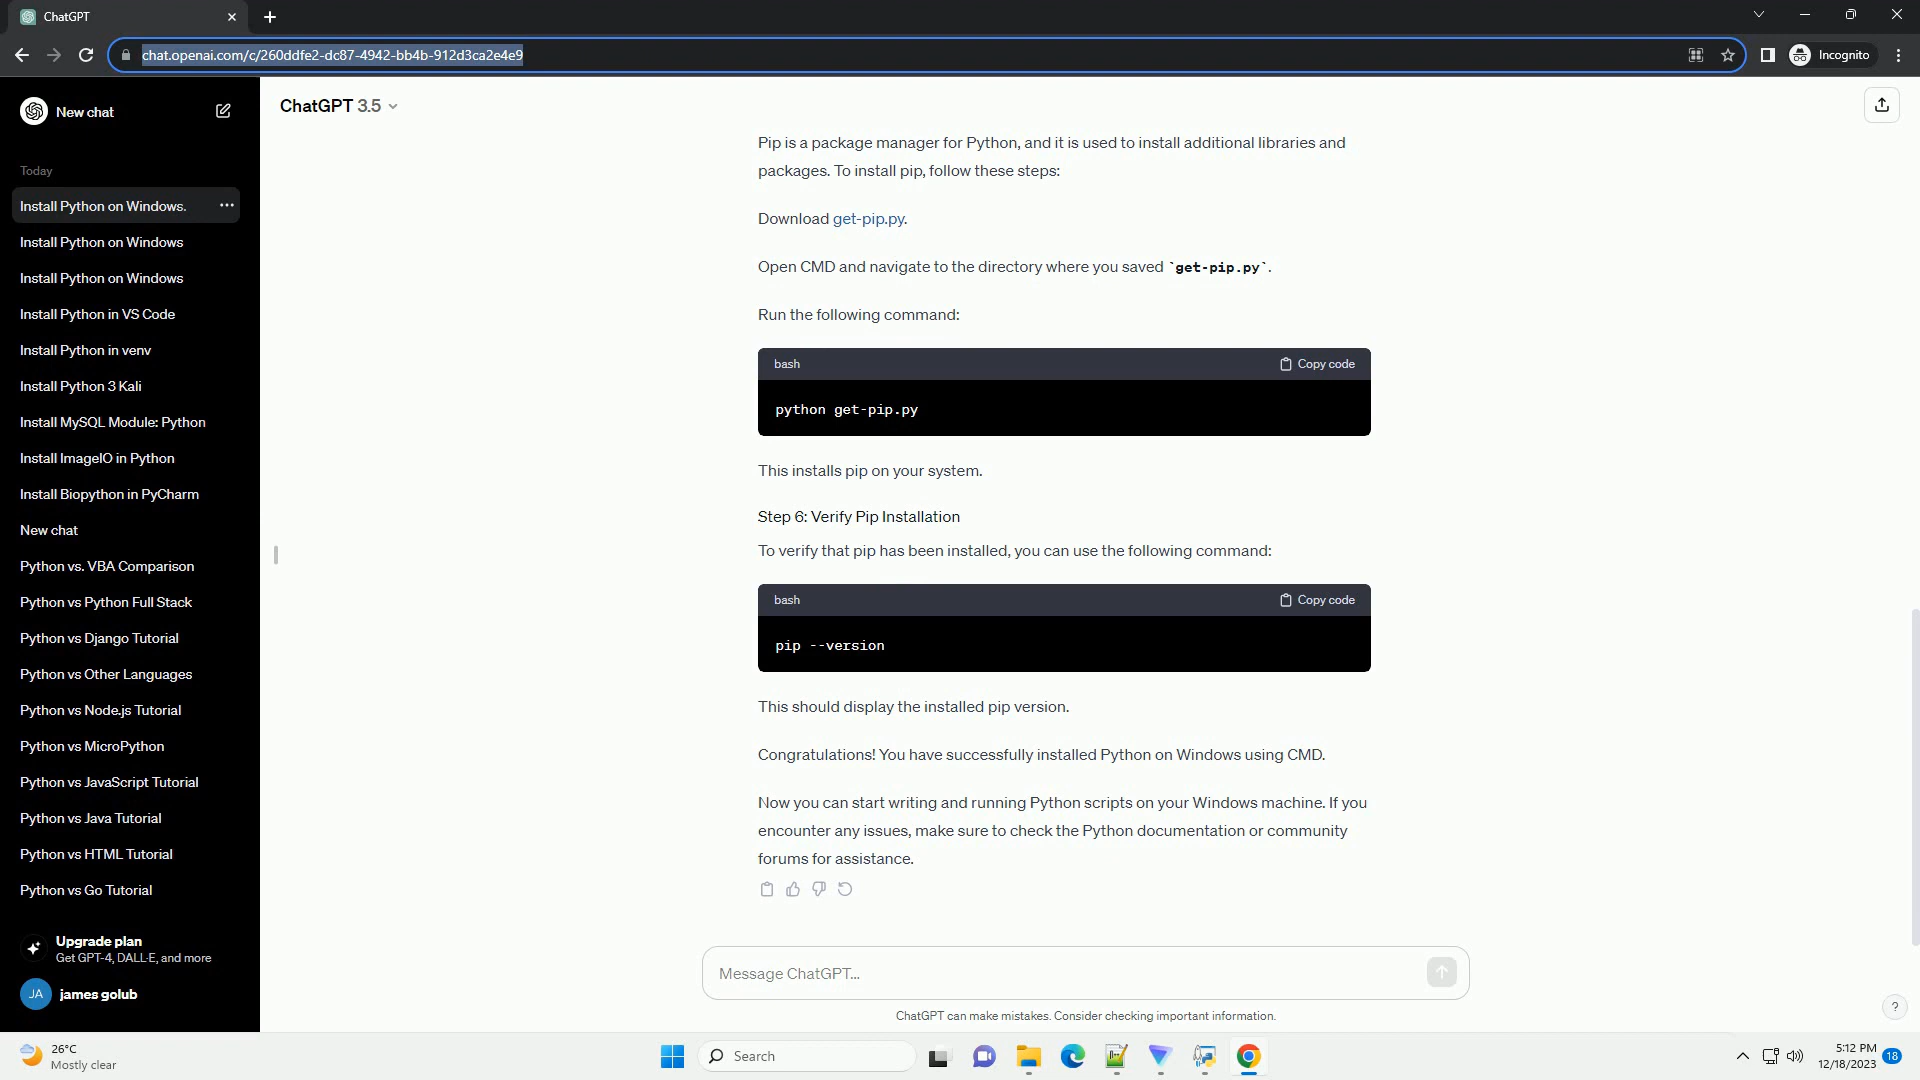 ChatGPT
chat.openai.com/c/260ddfe2-dc87-4942-bb4b-912d3ca2e4e9
Incognito
New chat
Today
Install Python on Windows.
Install Python on Windows
Install Python on Windows
Install Python in VS Code
Install Python in venv
Install Python 3 Kali
Install MySQL Module: Python
Install ImageIO in Python
Install Biopython in PyCharm
New chat
Python vs. VBA Comparison
Python vs Python Full Stack
Python vs Django Tutorial
Python vs Other Languages
Python vs Node.js Tutorial
Python vs MicroPython
Python vs JavaScript Tutorial
Python vs Java Tutorial
Python vs HTML Tutorial
Python vs Go Tutorial
Upgrade plan
Get GPT-4, DALL·E, and more
JA james golub
ChatGPT 3.5
Pip is a package manager for Python, and it is used to install additional libraries and
packages. To install pip, follow these steps:
Download get-pip.py.
Open CMD and navigate to the directory where you saved `get-pip.py`.
Run the following command:
bash Copy code
python get-pip.py
This installs pip on your system.
Step 6: Verify Pip Installation
To verify that pip has been installed, you can use the following command:
bash Copy code
pip --version
This should display the installed pip version.
Congratulations! You have successfully installed Python on Windows using CMD.
Now you can start writing and running Python scripts on your Windows machine. If you
encounter any issues, make sure to check the Python documentation or community
forums for assistance.
Message ChatGPT...
ChatGPT can make mistakes. Consider checking important information.
?
26°C
Mostly clear
Search
5:12 PM
12/18/2023
18